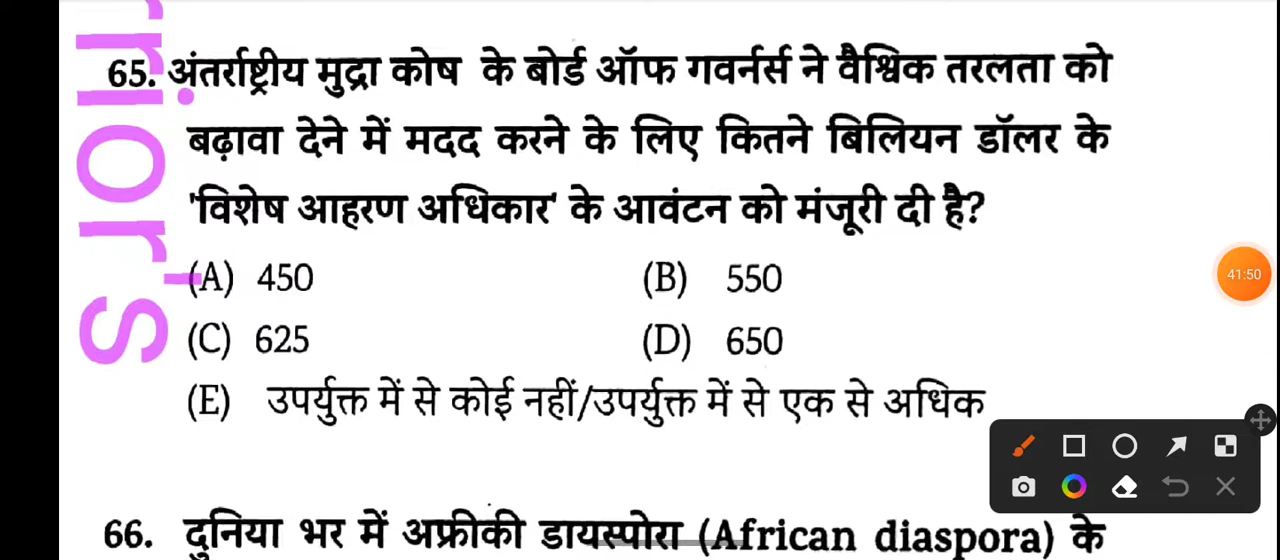 rrior's
65. अंतर्राष्ट्रीय मुद्रा कोष के बोर्ड ऑफ गवर्नर्स ने वैश्विक तरलता को
बढ़ावा देने में मदद करने के लिए कितने बिलियन डॉलर के
'विशेष आहरण अधिकार' के आवंटन को मंजूरी दी है?
(A) 450 (B) 550
(C) 625 (D) 650
(E) उपर्युक्त में से कोई नहीं/उपर्युक्त में से एक से अधिक
41:50
66. दुनिया भर में अफ्रीकी डायस्पोरा (African diaspora) के